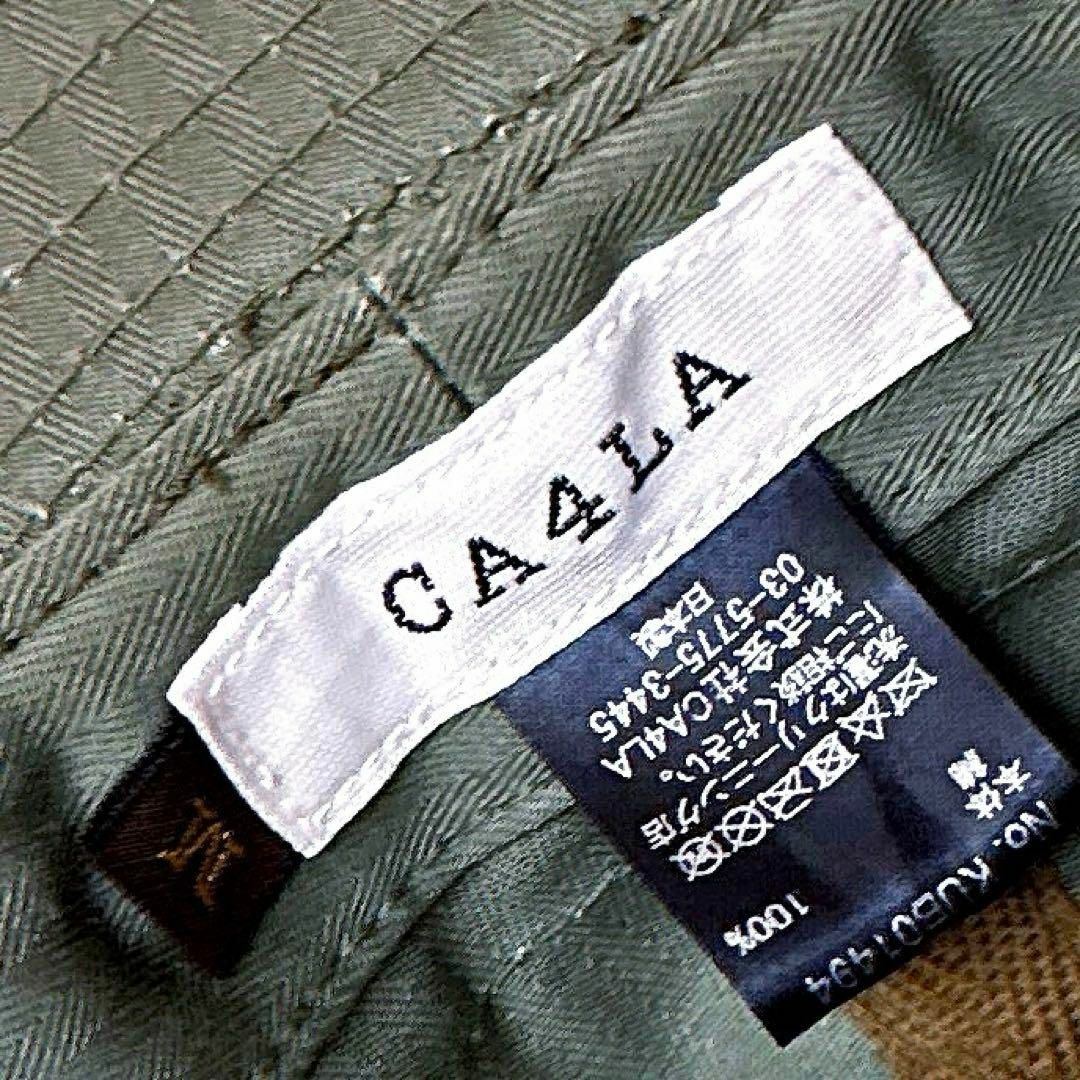 CA4LA
M
No. KUB01494
本体
綿 100%
洗濯はクリーニング店
にご相談ください。
株式会社CA4LA
03-5775-3445
日本製